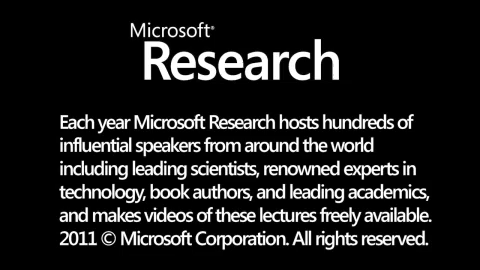 Microsoft®
Research
Each year Microsoft Research hosts hundreds of
influential speakers from around the world
including leading scientists, renowned experts in
technology, book authors, and leading academics,
and makes videos of these lectures freely available.
2011 © Microsoft Corporation. All rights reserved.